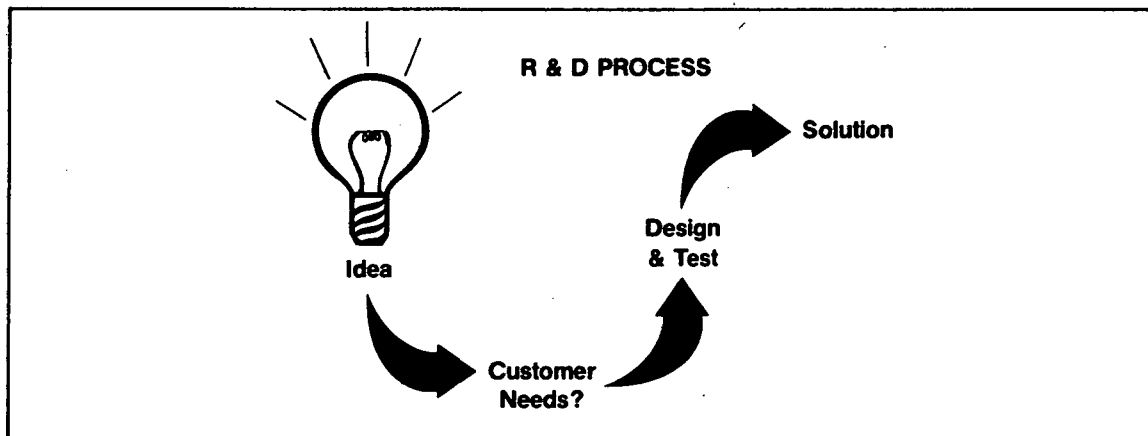 R & D PROCESS
Idea
Customer
Needs?
Design
& Test
Solution